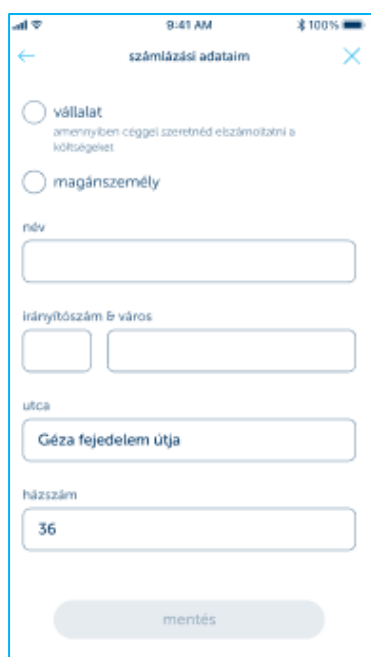 9:41 AM 100%
számlázási adataim
vállalat
amennyiben céggel szeretnéd elszámoltatni a
költségeket
magánszemély
név
irányítószám & város
utca
Géza fejedelem útja
házszám
36
mentés